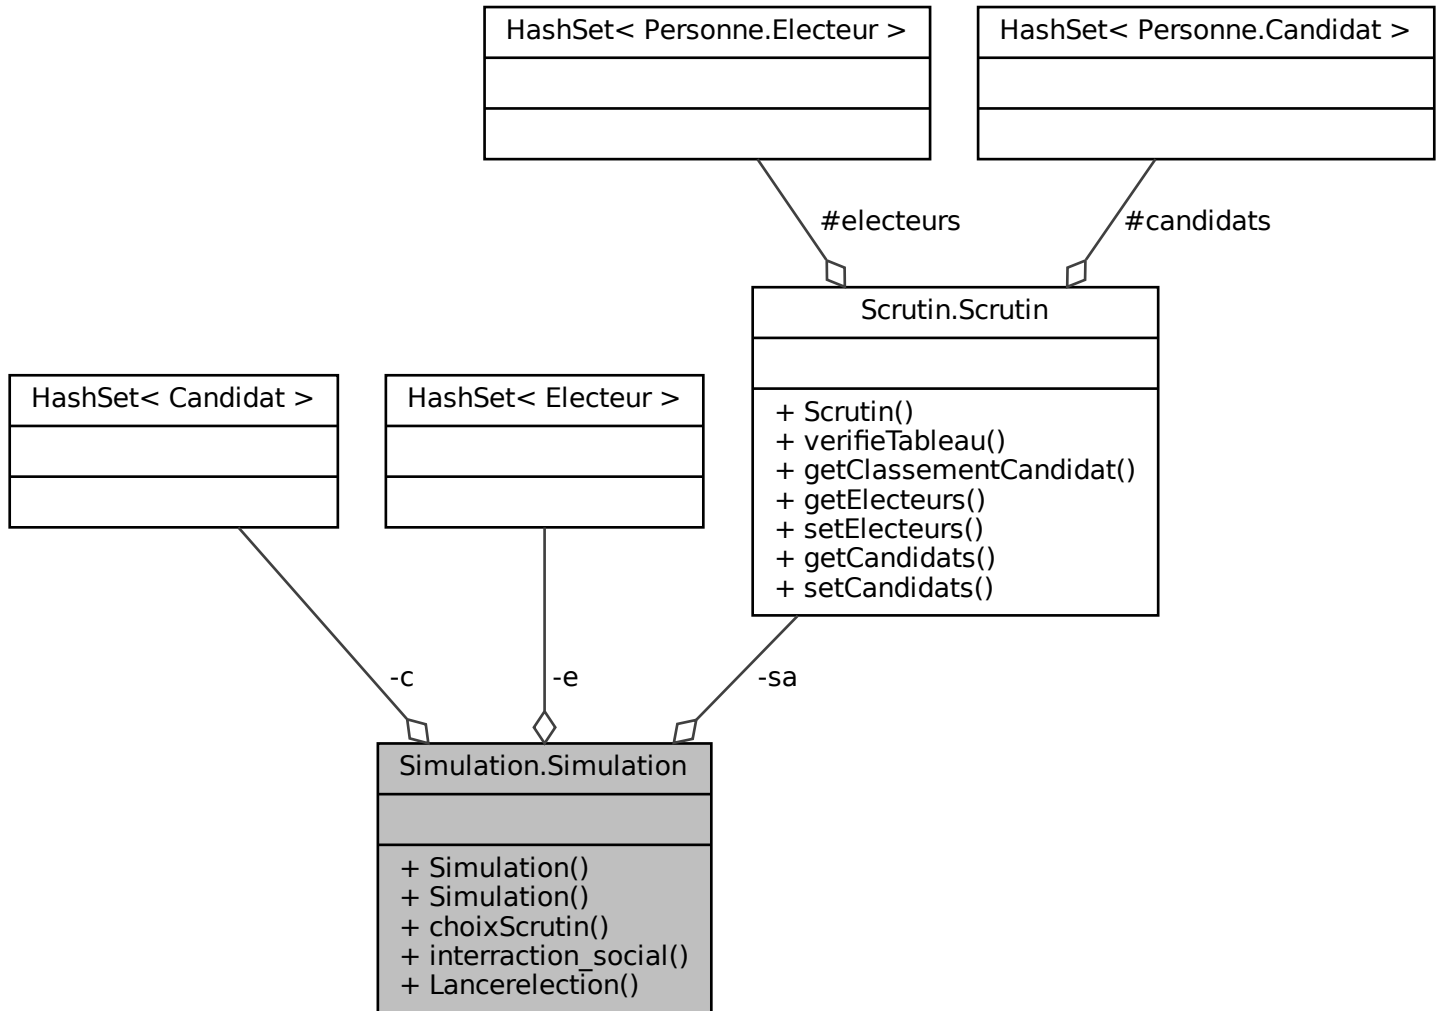 HashSet< Personne.Electeur >
HashSet< Personne.Candidat >
#electeurs
#candidats
Scrutin.Scrutin
+ Scrutin()
+ verifieTableau()
+ getClassementCandidat()
+ getElecteurs()
+ setElecteurs()
+ getCandidats()
+ setCandidats()
HashSet< Candidat >
HashSet< Electeur >
-c
-e
-sa
Simulation.Simulation
+ Simulation()
+ Simulation()
+ choixScrutin()
+ interraction_social()
+ Lancerelection()